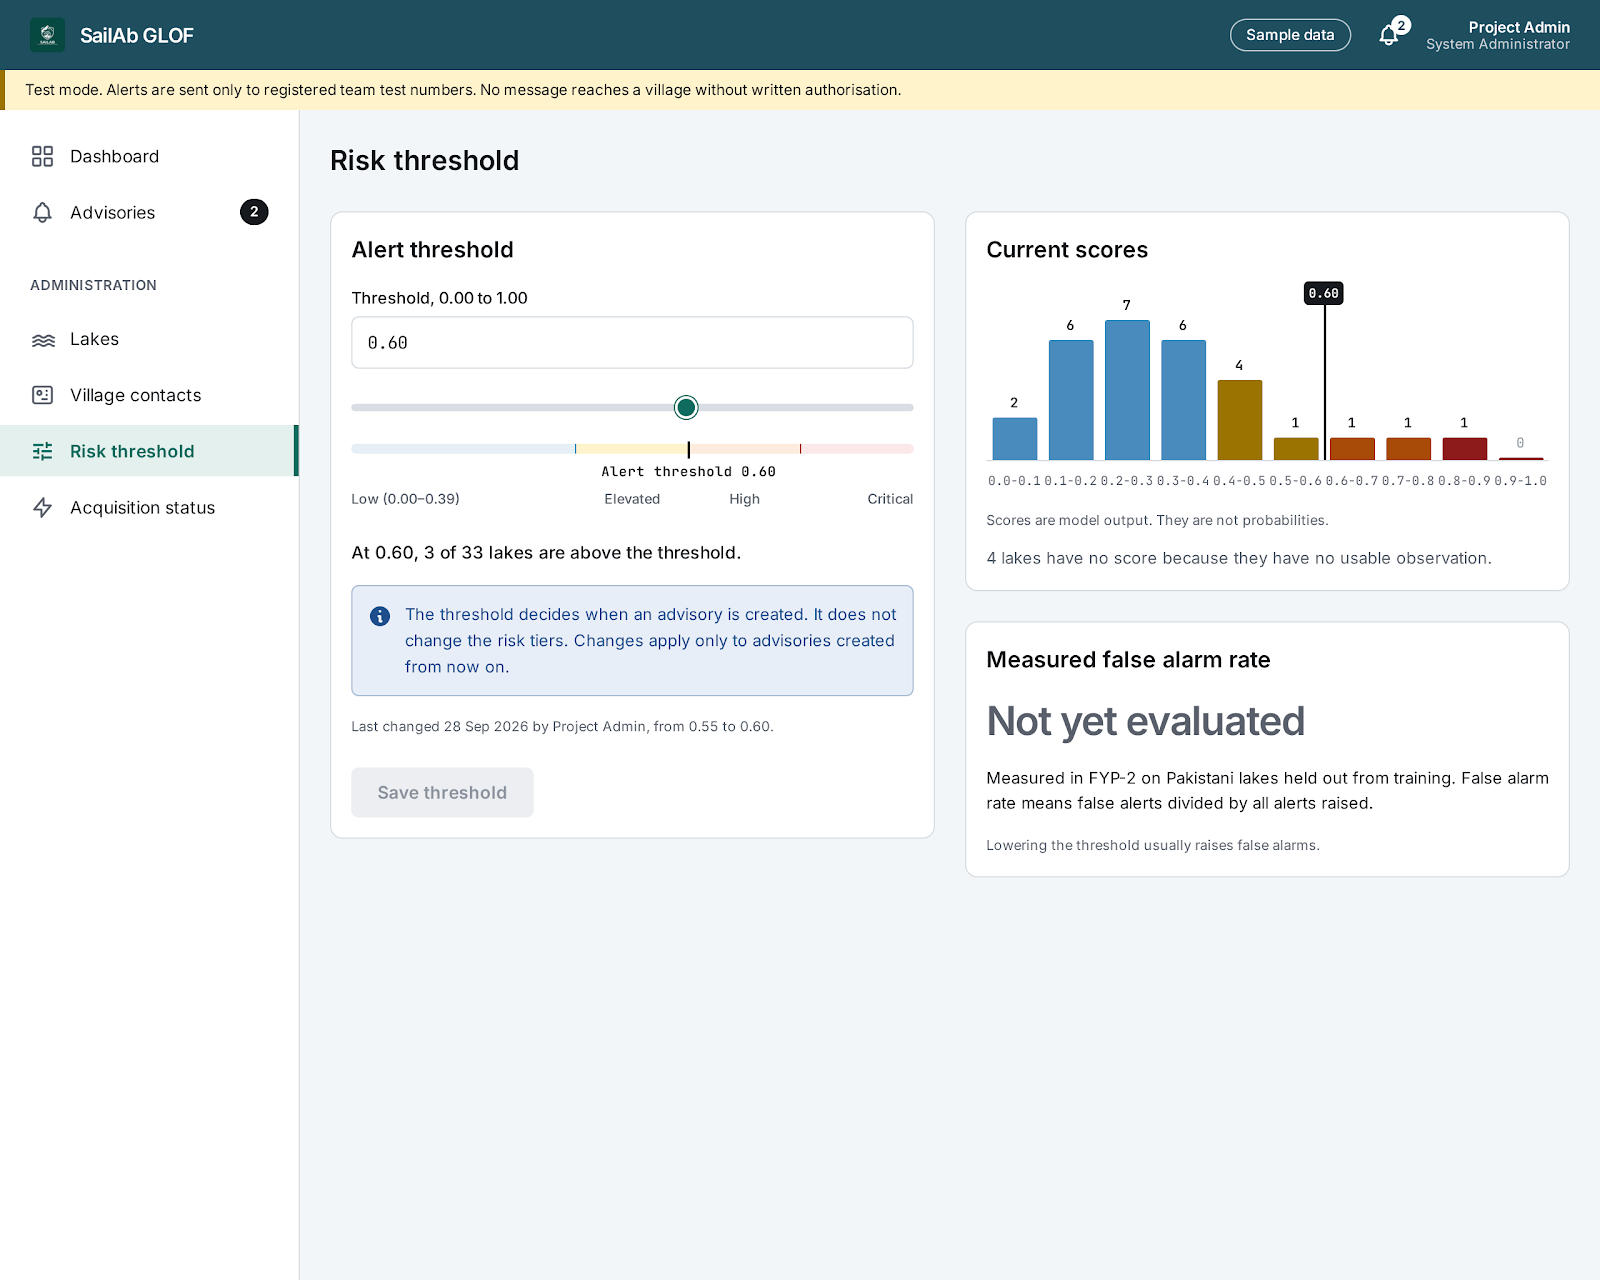 SailAb GLOF
Sample data
2
Project Admin
System Administrator
Test mode. Alerts are sent only to registered team test numbers. No message reaches a village without written authorisation.
Dashboard
Advisories 2
ADMINISTRATION
Lakes
Village contacts
Risk threshold
Acquisition status
Risk threshold
Alert threshold
Threshold, 0.00 to 1.00
0.60
Alert threshold 0.60
Low (0.00–0.39) Elevated High Critical
At 0.60, 3 of 33 lakes are above the threshold.
The threshold decides when an advisory is created. It does not
change the risk tiers. Changes apply only to advisories created
from now on.
Last changed 28 Sep 2026 by Project Admin, from 0.55 to 0.60.
Save threshold
Current scores
0.60
2 6 7 6 4 1 1 1 1 0
0.0-0.1 0.1-0.2 0.2-0.3 0.3-0.4 0.4-0.5 0.5-0.6 0.6-0.7 0.7-0.8 0.8-0.9 0.9-1.0
Scores are model output. They are not probabilities.
4 lakes have no score because they have no usable observation.
Measured false alarm rate
Not yet evaluated
Measured in FYP-2 on Pakistani lakes held out from training. False alarm
rate means false alerts divided by all alerts raised.
Lowering the threshold usually raises false alarms.